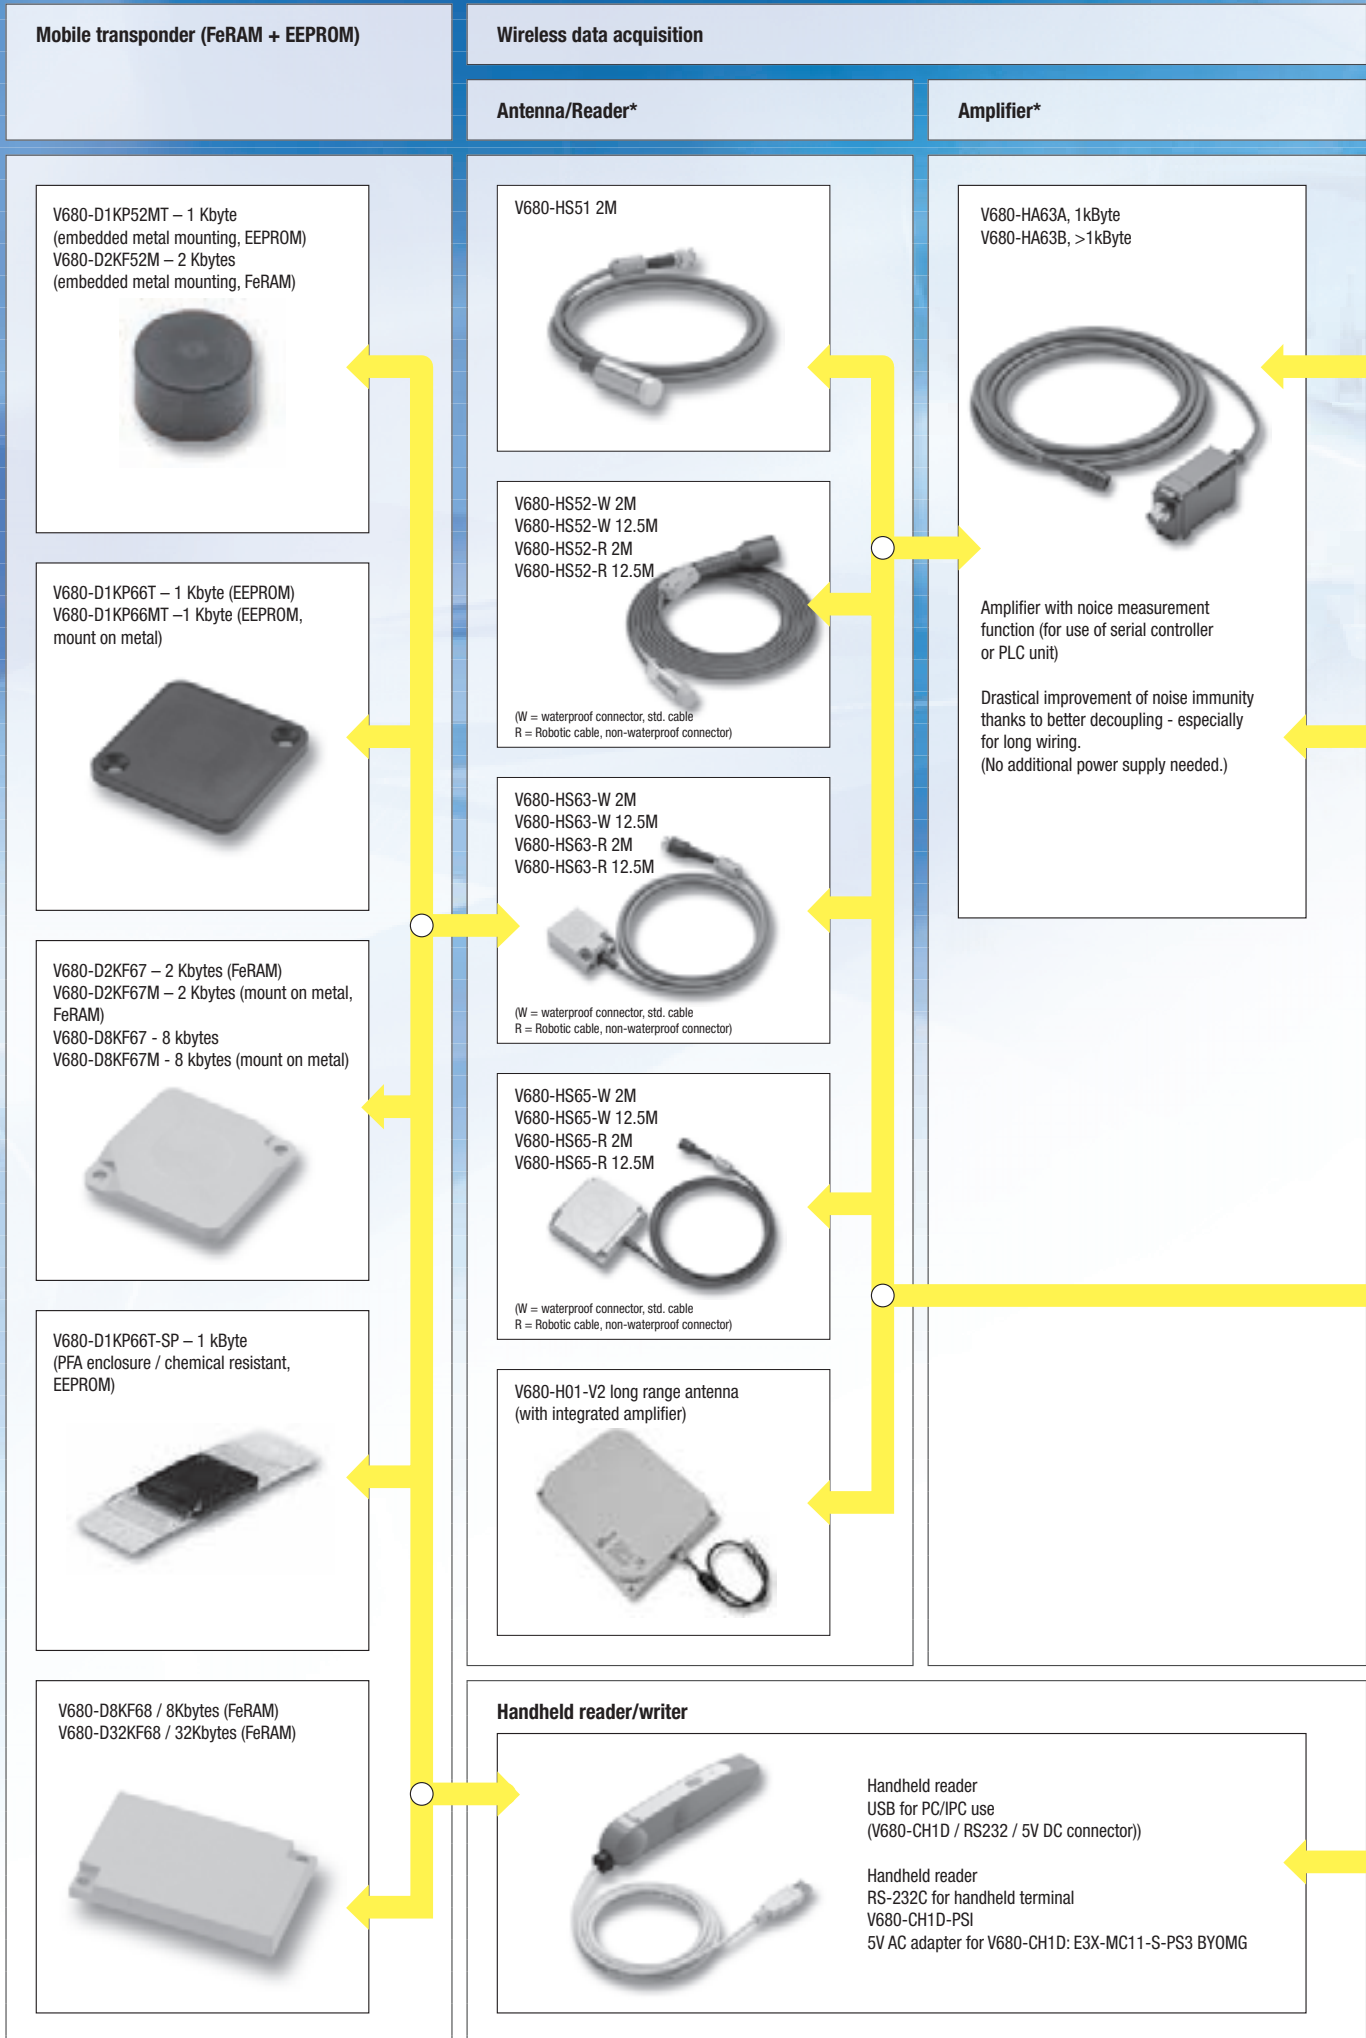 Mobile transponder (FeRAM + EEPROM)
Wireless data acquisition
Antenna/Reader*
Amplifier*
V680-D1KP52MT – 1 Kbyte
(embedded metal mounting, EEPROM)
V680-D2KF52M – 2 Kbytes
(embedded metal mounting, FeRAM)
V680-D1KP66T – 1 Kbyte (EEPROM)
V680-D1KP66MT –1 Kbyte (EEPROM,
mount on metal)
V680-D2KF67 – 2 Kbytes (FeRAM)
V680-D2KF67M – 2 Kbytes (mount on metal,
FeRAM)
V680-D8KF67 - 8 kbytes
V680-D8KF67M - 8 kbytes (mount on metal)
V680-D1KP66T-SP – 1 kByte
(PFA enclosure / chemical resistant,
EEPROM)
V680-D8KF68 / 8Kbytes (FeRAM)
V680-D32KF68 / 32Kbytes (FeRAM)
V680-HS51 2M
V680-HS52-W 2M
V680-HS52-W 12.5M
V680-HS52-R 2M
V680-HS52-R 12.5M
(W = waterproof connector, std. cable
R = Robotic cable, non-waterproof connector)
V680-HS63-W 2M
V680-HS63-W 12.5M
V680-HS63-R 2M
V680-HS63-R 12.5M
(W = waterproof connector, std. cable
R = Robotic cable, non-waterproof connector)
V680-HS65-W 2M
V680-HS65-W 12.5M
V680-HS65-R 2M
V680-HS65-R 12.5M
(W = waterproof connector, std. cable
R = Robotic cable, non-waterproof connector)
V680-H01-V2 long range antenna
(with integrated amplifier)
V680-HA63A, 1kByte
V680-HA63B, >1kByte
Amplifier with noice measurement
function (for use of serial controller
or PLC unit)
Drastical improvement of noise immunity
thanks to better decoupling - especially
for long wiring.
(No additional power supply needed.)
Handheld reader/writer
Handheld reader
USB for PC/IPC use
(V680-CH1D / RS232 / 5V DC connector))
Handheld reader
RS-232C for handheld terminal
V680-CH1D-PSI
5V AC adapter for V680-CH1D: E3X-MC11-S-PS3 BYOMG